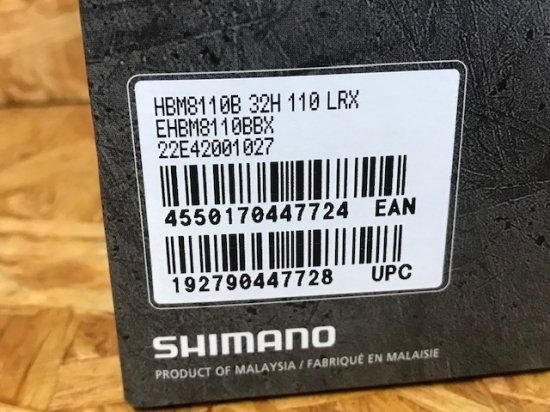 HBM8110B 32H 110 LRX
EHBM8110BBX
22E42001027
4550170447724 EAN
192790447728 UPC
SHIMANO
PRODUCT OF MALAYSIA / FABRIQUÉ EN MALAISIE